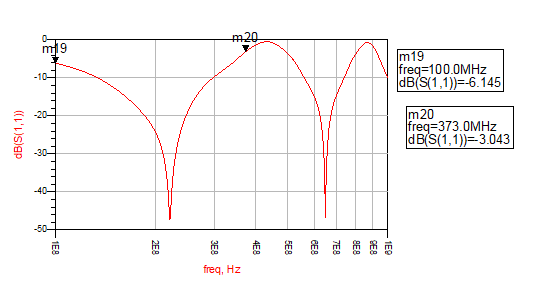 m19
m20
0
-10
-20
-30
-40
-50
dB(S(1,1))
1E8
2E8
3E8
4E8
5E8
6E8
7E8
8E8
9E8
1E9
freq, Hz
m19
freq=100.0MHz
dB(S(1,1))=-6.145
m20
freq=373.0MHz
dB(S(1,1))=-3.043